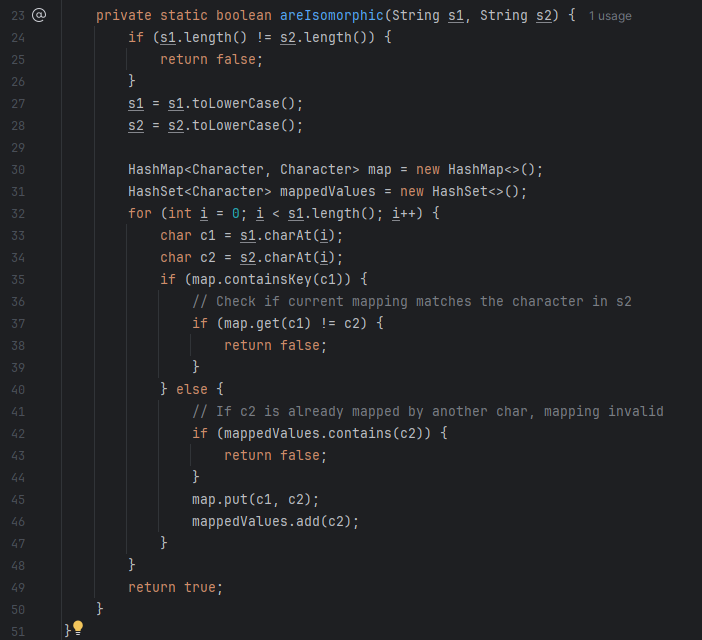 23 @ private static boolean areIsomorphic(String s1, String s2) { 1 usage
24 if (s1.length() != s2.length()) {
25 return false;
26 }
27 s1 = s1.toLowerCase();
28 s2 = s2.toLowerCase();
29
30 HashMap<Character, Character> map = new HashMap<>();
31 HashSet<Character> mappedValues = new HashSet<>();
32 for (int i = 0; i < s1.length(); i++) {
33 char c1 = s1.charAt(i);
34 char c2 = s2.charAt(i);
35 if (map.containsKey(c1)) {
36 // Check if current mapping matches the character in s2
37 if (map.get(c1) != c2) {
38 return false;
39 }
40 } else {
41 // If c2 is already mapped by another char, mapping invalid
42 if (mappedValues.contains(c2)) {
43 return false;
44 }
45 map.put(c1, c2);
46 mappedValues.add(c2);
47 }
48 }
49 return true;
50 }
51 }